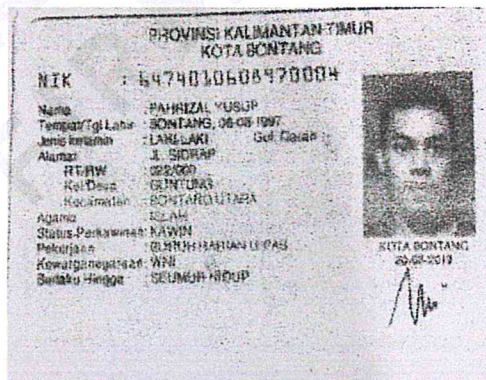 PROVINSI KALIMANTAN TIMUR
KOTA BONTANG
NIK : 6474010608970004
Nama : FAHRIZAL YUSUP
Tempat/Tgl Lahir : BONTANG, 06-08-1997
Jenis kelamin : LAKI-LAKI Gol. Darah :
Alamat : JL. SIDRAP
RT/RW
Kel/Desa : GUNTUNG
Kecamatan : BONTANG UTARA
Agama : ISLAM
Status Perkawinan: KAWIN
Pekerjaan : BURUH HARIAN LEPAS
Kewarganegaraan: WNI
Berlaku Hingga : SEUMUR HIDUP
KOTA BONTANG